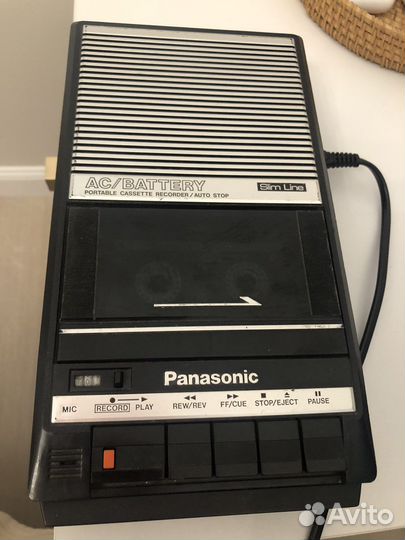 AC/BATTERY
PORTABLE CASSETTE RECORDER/AUTO STOP
Slim Line
Panasonic
MIC RECORD PLAY REW/REV FF/CUE STOP/EJECT PAUSE
Avito